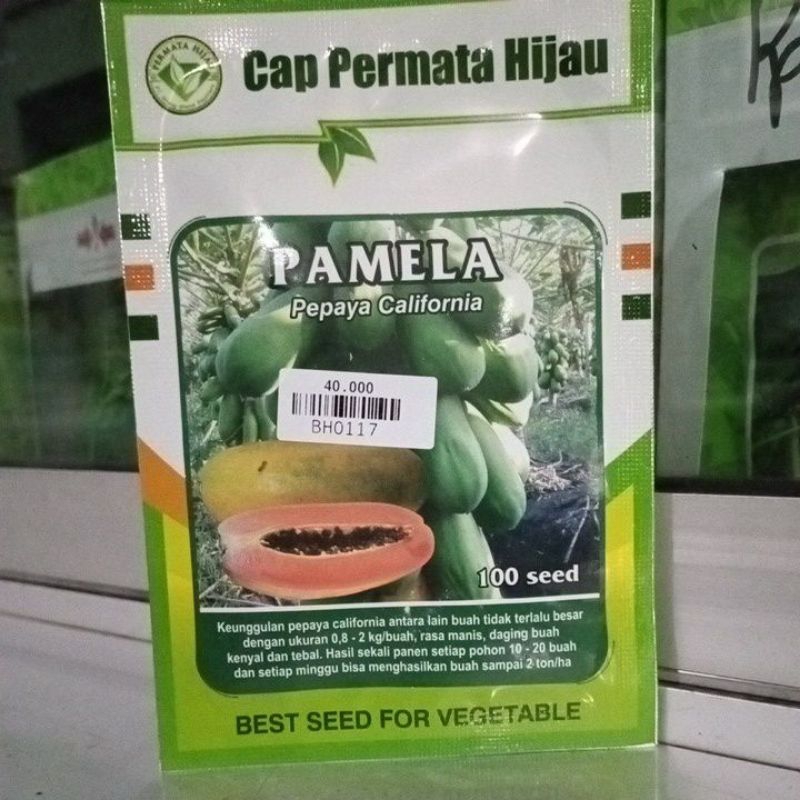 PERMATA HIJAU
Cap Permata Hijau
PAMELA
Pepaya California
40.000
BH0117
100 seed
Keunggulan pepaya california antara lain buah tidak terlalu besar
dengan ukuran 0,8 - 2 kg/buah, rasa manis, daging buah
kenyal dan tebal. Hasil sekali panen setiap pohon 10 - 20 buah
dan setiap minggu bisa menghasilkan buah sampai 2 ton/ha
BEST SEED FOR VEGETABLE